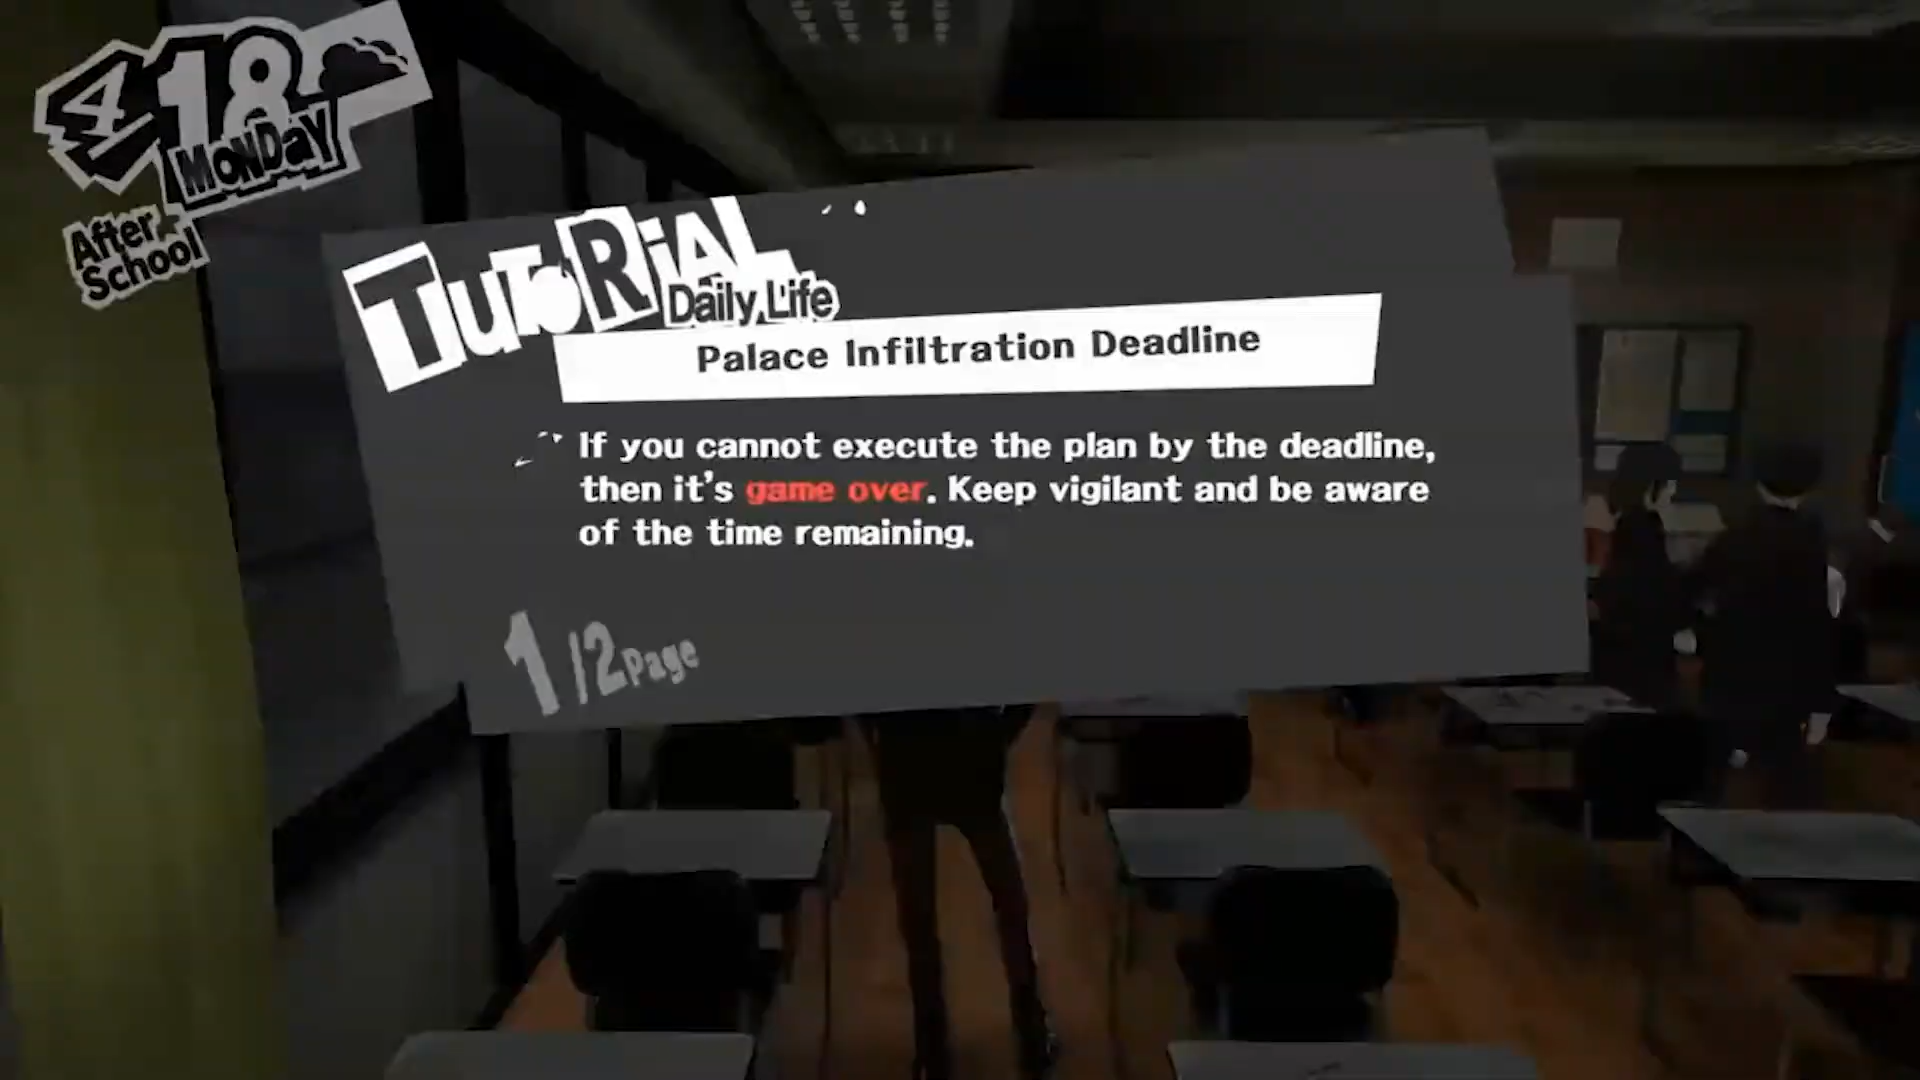 4 18
MONDAY
After
School
TUTORIAL
Daily Life
Palace Infiltration Deadline
If you cannot execute the plan by the deadline,
then it's game over. Keep vigilant and be aware
of the time remaining.
1/2 Page